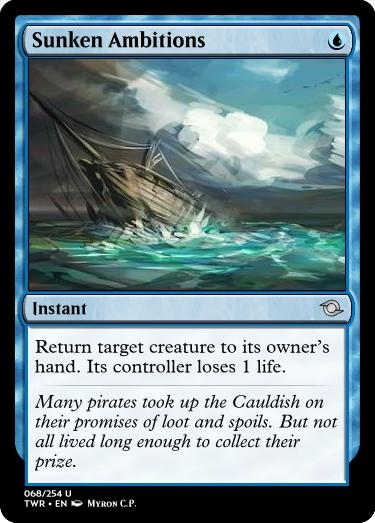 Sunken Ambitions
Instant
Return target creature to its owner's
hand. Its controller loses 1 life.
Many pirates took up the Cauldish on
their promises of loot and spoils. But not
all lived long enough to collect their
prize.
068/254 U
TWR • EN Myron C.P.